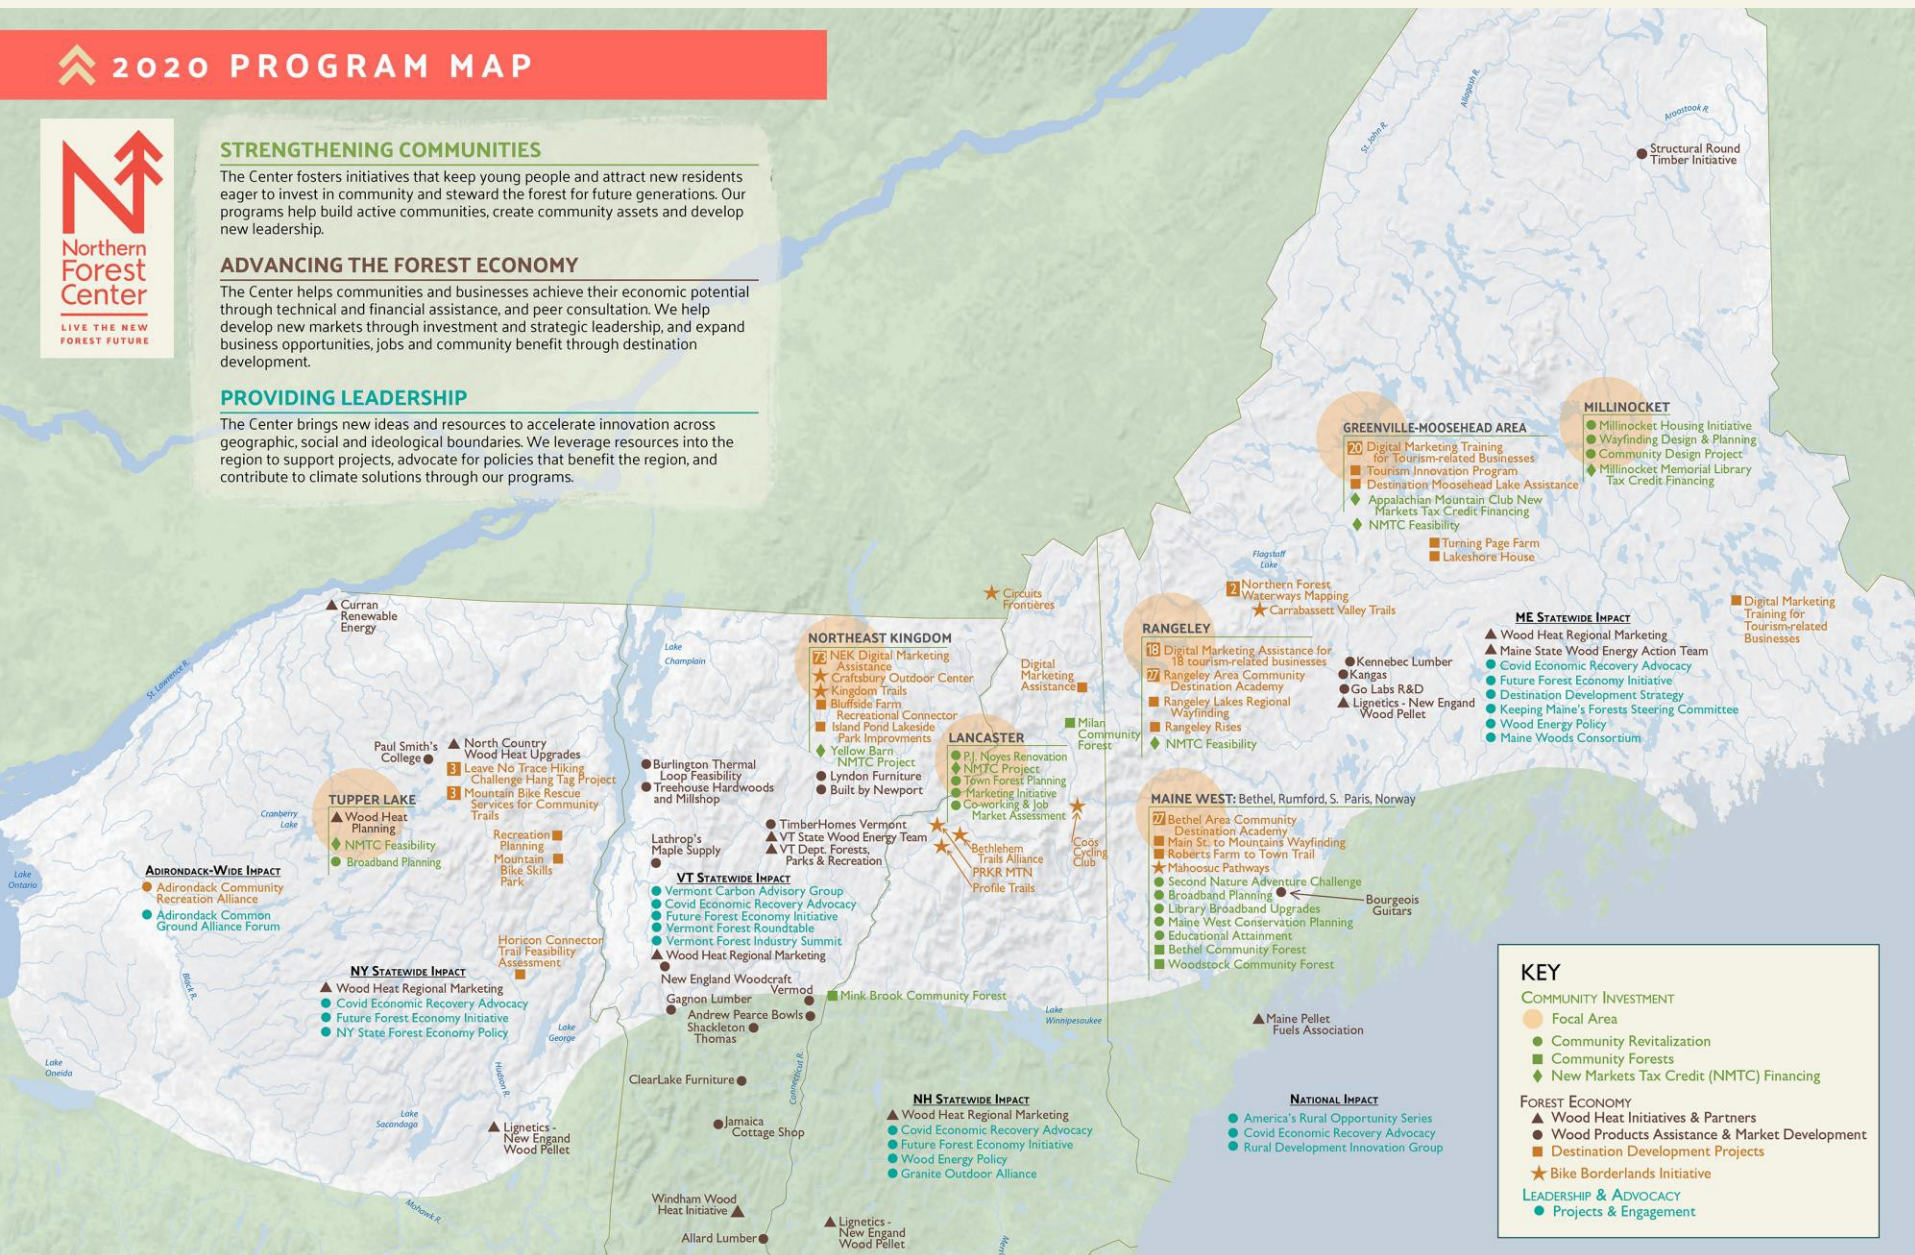 2020 PROGRAM MAP
Northern
Forest
Center
LIVE THE NEW
FOREST FUTURE
STRENGTHENING COMMUNITIES
The Center fosters initiatives that keep young people and attract new residents
eager to invest in community and steward the forest for future generations. Our
programs help build active communities, create community assets and develop
new leadership.
ADVANCING THE FOREST ECONOMY
The Center helps communities and businesses achieve their economic potential
through technical and financial assistance, and peer consultation. We help
develop new markets through investment and strategic leadership, and expand
business opportunities, jobs and community benefit through destination
development.
PROVIDING LEADERSHIP
The Center brings new ideas and resources to accelerate innovation across
geographic, social and ideological boundaries. We leverage resources into the
region to support projects, advocate for policies that benefit the region, and
contribute to climate solutions through our programs.
Allagash R.
Aroostook R.
St. John R.
Structural Round
Timber Initiative
MILLINOCKET
Millinocket Housing Initiative
Wayfinding Design & Planning
Community Design Project
Millinocket Memorial Library
Tax Credit Financing
GREENVILLE-MOOSEHEAD AREA
20 Digital Marketing Training
for Tourism-related Businesses
Tourism Innovation Program
Destination Moosehead Lake Assistance
Appalachian Mountain Club New
Markets Tax Credit Financing
NMTC Feasibility
Turning Page Farm
Lakeshore House
Flagstaff
Lake
2 Northern Forest
Waterways Mapping
Carrabassett Valley Trails
Digital Marketing
Training for
Tourism-related
Businesses
ME STATEWIDE IMPACT
Wood Heat Regional Marketing
Maine State Wood Energy Action Team
Covid Economic Recovery Advocacy
Future Forest Economy Initiative
Destination Development Strategy
Keeping Maine's Forests Steering Committee
Wood Energy Policy
Maine Woods Consortium
Kennebec Lumber
Kangas
Go Labs R&D
Lignetics - New Engand
Wood Pellet
RANGELEY
18 Digital Marketing Assistance for
18 tourism-related businesses
27 Rangeley Area Community
Destination Academy
Rangeley Lakes Regional
Wayfinding
Rangeley Rises
NMTC Feasibility
Circuits
Frontières
Digital
Marketing
Assistance
Milan
Community
Forest
NORTHEAST KINGDOM
73 NEK Digital Marketing
Assistance
Craftsbury Outdoor Center
Kingdom Trails
Bluffside Farm
Recreational Connector
Island Pond Lakeside
Park Improvments
Yellow Barn
NMTC Project
Lyndon Furniture
Built by Newport
LANCASTER
P.J. Noyes Renovation
NMTC Project
Town Forest Planning
Marketing Initiative
Co-working & Job
Market Assessment
Coös
Cycling
Club
Bethlehem
Trails Alliance
PRKR MTN
Profile Trails
MAINE WEST: Bethel, Rumford, S. Paris, Norway
27 Bethel Area Community
Destination Academy
Main St. to Mountains Wayfinding
Roberts Farm to Town Trail
Mahoosuc Pathways
Second Nature Adventure Challenge
Broadband Planning
Library Broadband Upgrades
Maine West Conservation Planning
Educational Attainment
Bethel Community Forest
Woodstock Community Forest
Bourgeois
Guitars
Lake
Champlain
St. Lawrence R.
Curran
Renewable
Energy
Paul Smith's
College
North Country
Wood Heat Upgrades
3 Leave No Trace Hiking
Challenge Hang Tag Project
3 Mountain Bike Rescue
Services for Community
Trails
Recreation
Planning
Mountain
Bike Skills
Park
TUPPER LAKE
Wood Heat
Planning
NMTC Feasibility
Broadband Planning
Cranberry
Lake
Lake
Ontario
ADIRONDACK-WIDE IMPACT
Adirondack Community
Recreation Alliance
Adirondack Common
Ground Alliance Forum
Horicon Connector
Trail Feasibility
Assessment
NY STATEWIDE IMPACT
Wood Heat Regional Marketing
Covid Economic Recovery Advocacy
Future Forest Economy Initiative
NY State Forest Economy Policy
Black R.
Lake
George
Lake
Oneida
Hudson R.
Lake
Sacandaga
Mohawk R.
Lignetics -
New Engand
Wood Pellet
Burlington Thermal
Loop Feasibility
Treehouse Hardwoods
and Millshop
Lathrop's
Maple Supply
TimberHomes Vermont
VT State Wood Energy Team
VT Dept. Forests,
Parks & Recreation
VT STATEWIDE IMPACT
Vermont Carbon Advisory Group
Covid Economic Recovery Advocacy
Future Forest Economy Initiative
Vermont Forest Roundtable
Vermont Forest Industry Summit
Wood Heat Regional Marketing
New England Woodcraft
Vermod
Gagnon Lumber
Andrew Pearce Bowls
Shackleton
Thomas
Mink Brook Community Forest
Lake
Winnipesaukee
Maine Pellet
Fuels Association
ClearLake Furniture
Connecticut R.
Jamaica
Cottage Shop
Windham Wood
Heat Initiative
Allard Lumber
Lignetics -
New Engand
Wood Pellet
NH STATEWIDE IMPACT
Wood Heat Regional Marketing
Covid Economic Recovery Advocacy
Future Forest Economy Initiative
Wood Energy Policy
Granite Outdoor Alliance
NATIONAL IMPACT
America's Rural Opportunity Series
Covid Economic Recovery Advocacy
Rural Development Innovation Group
KEY
COMMUNITY INVESTMENT
Focal Area
Community Revitalization
Community Forests
New Markets Tax Credit (NMTC) Financing
FOREST ECONOMY
Wood Heat Initiatives & Partners
Wood Products Assistance & Market Development
Destination Development Projects
Bike Borderlands Initiative
LEADERSHIP & ADVOCACY
Projects & Engagement